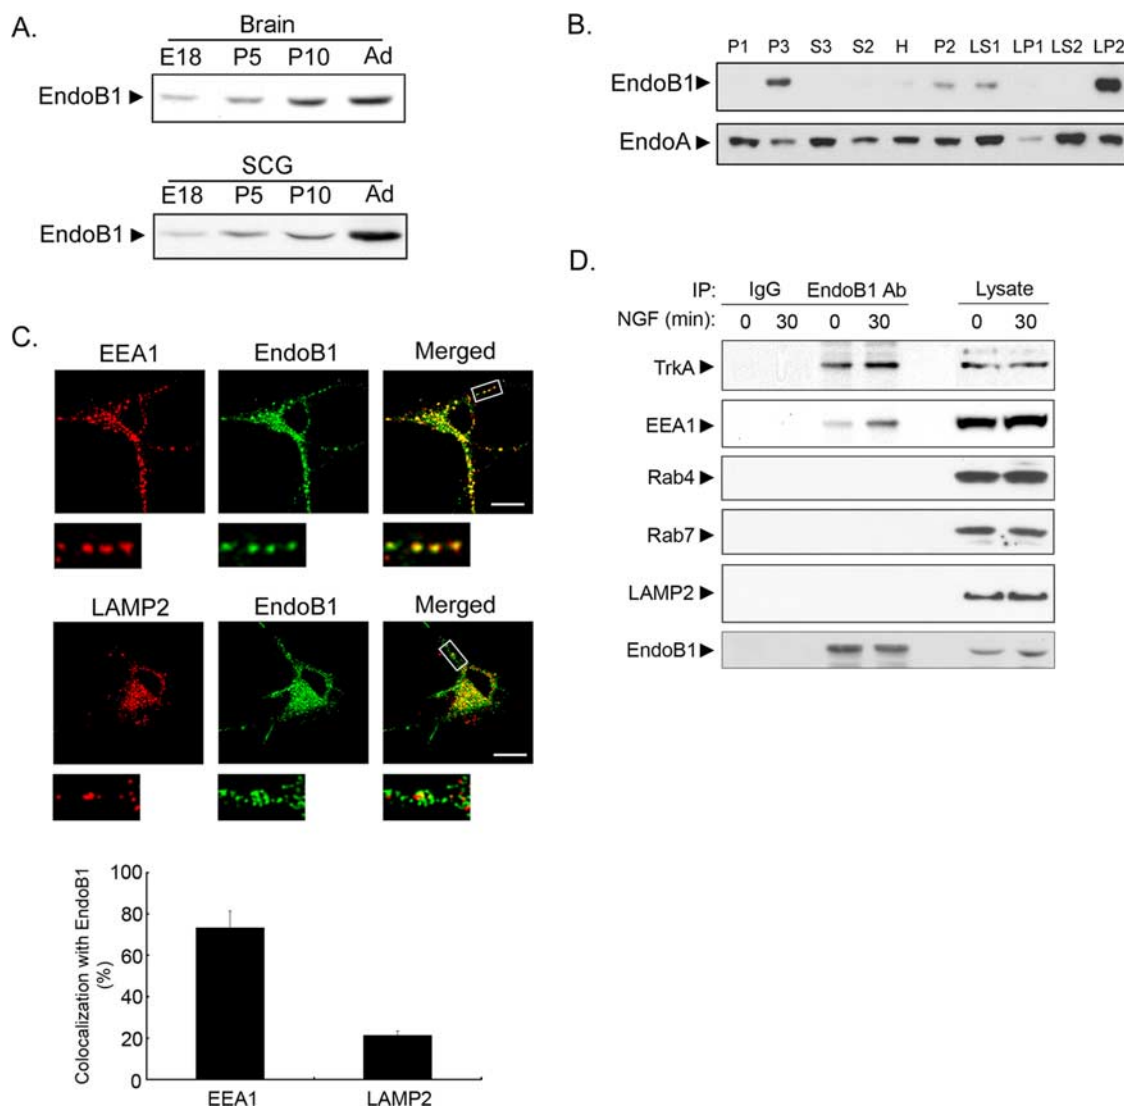 A.
Brain
E18 P5 P10 Ad
EndoB1
SCG
E18 P5 P10 Ad
EndoB1
B.
P1 P3 S3 S2 H P2 LS1 LP1 LS2 LP2
EndoB1
EndoA
C.
EEA1 EndoB1 Merged
LAMP2 EndoB1 Merged
Colocalization with EndoB1
(%)
100
80
60
40
20
0
EEA1 LAMP2
D.
IP: IgG EndoB1 Ab Lysate
NGF (min): 0 30 0 30 0 30
TrkA
EEA1
Rab4
Rab7
LAMP2
EndoB1